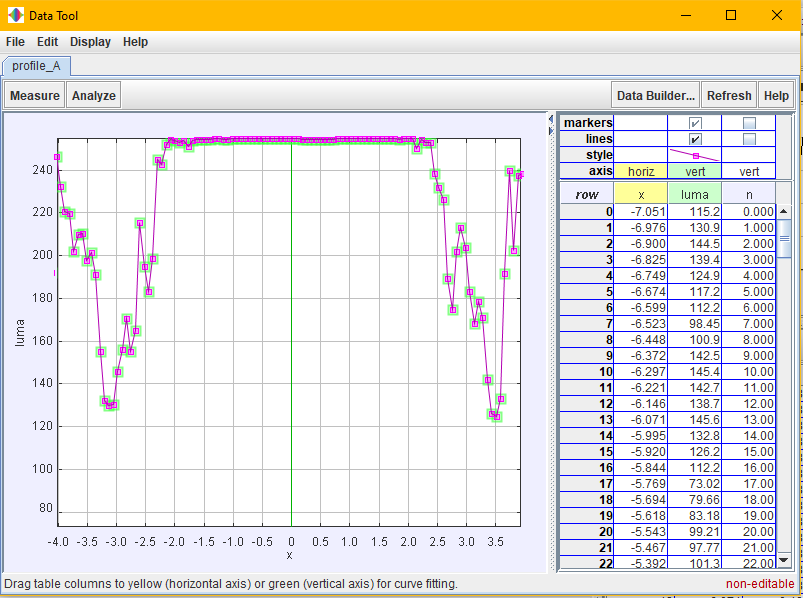 Data Tool
File Edit Display Help
profile_A
Measure Analyze Data Builder... Refresh Help
markers
lines
style
axis horiz vert vert
row x luma n
0 -7.051 115.2 0.000
1 -6.976 130.9 1.000
2 -6.900 144.5 2.000
3 -6.825 139.4 3.000
4 -6.749 124.9 4.000
5 -6.674 117.2 5.000
6 -6.599 112.2 6.000
7 -6.523 98.45 7.000
8 -6.448 100.9 8.000
9 -6.372 142.5 9.000
10 -6.297 145.4 10.00
11 -6.221 142.7 11.00
12 -6.146 138.7 12.00
13 -6.071 145.6 13.00
14 -5.995 132.8 14.00
15 -5.920 126.2 15.00
16 -5.844 112.2 16.00
17 -5.769 73.02 17.00
18 -5.694 79.66 18.00
19 -5.618 83.18 19.00
20 -5.543 99.21 20.00
21 -5.467 97.77 21.00
22 -5.392 101.3 22.00
240
220
200
180
160
140
120
100
80
luma
-4.0 -3.5 -3.0 -2.5 -2.0 -1.5 -1.0 -0.5 0 0.5 1.0 1.5 2.0 2.5 3.0 3.5
x
Drag table columns to yellow (horizontal axis) or green (vertical axis) for curve fitting. non-editable